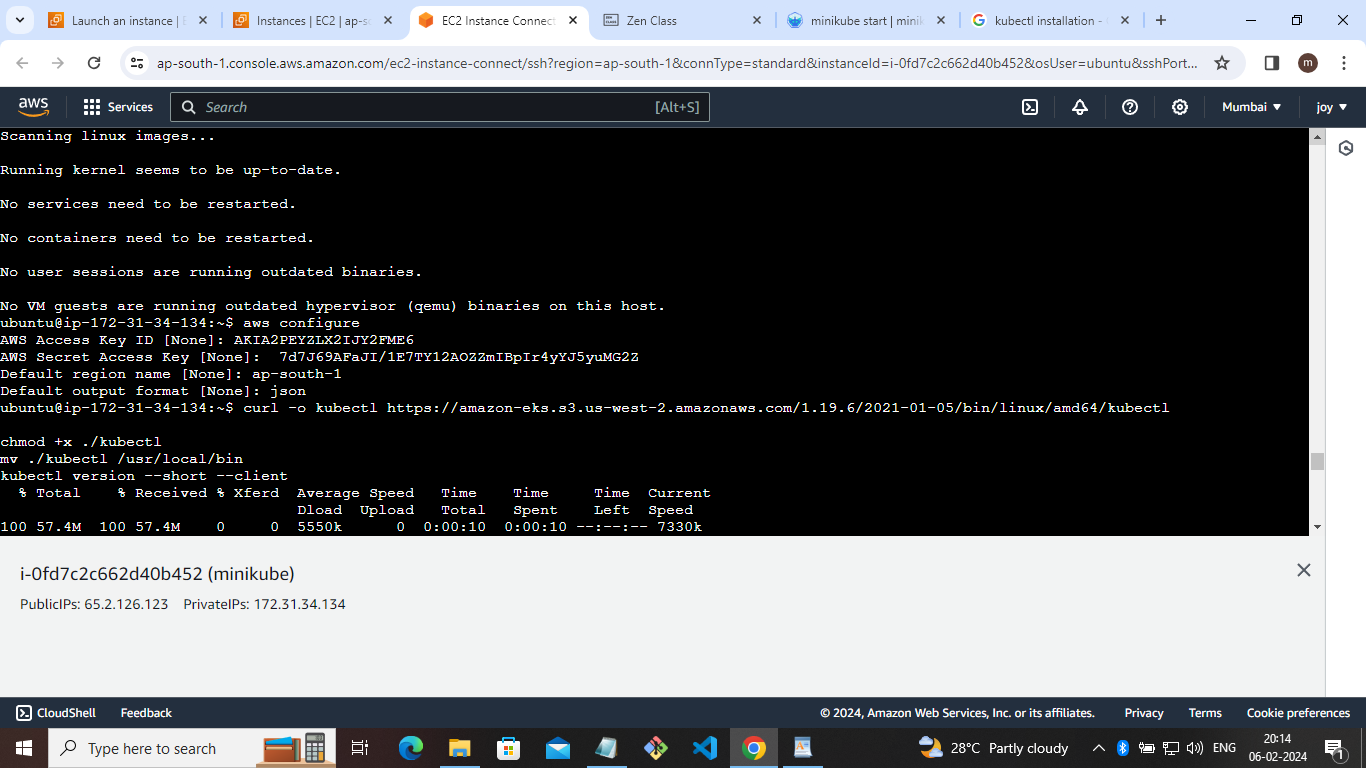 Launch an instance | E
Instances | EC2 | ap-so
EC2 Instance Connect
Zen Class
minikube start | minik
kubectl installation -
ap-south-1.console.aws.amazon.com/ec2-instance-connect/ssh?region=ap-south-1&connType=standard&instanceId=i-0fd7c2c662d40b452&osUser=ubuntu&sshPort...
m
aws
Services
Search
[Alt+S]
Mumbai
joy
Scanning linux images...
Running kernel seems to be up-to-date.
No services need to be restarted.
No containers need to be restarted.
No user sessions are running outdated binaries.
No VM guests are running outdated hypervisor (qemu) binaries on this host.
ubuntu@ip-172-31-34-134:~$ aws configure
AWS Access Key ID [None]: AKIA2PEYZLX2IJY2FME6
AWS Secret Access Key [None]:  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
Default region name [None]: ap-south-1
Default output format [None]: json
ubuntu@ip-172-31-34-134:~$ curl -o kubectl https://amazon-eks.s3.us-west-2.amazonaws.com/1.19.6/2021-01-05/bin/linux/amd64/kubectl
chmod +x ./kubectl
mv ./kubectl /usr/local/bin
kubectl version --short --client
% Total    % Received % Xferd  Average Speed   Time    Time     Time  Current
Dload  Upload   Total   Spent    Left  Speed
100 57.4M  100 57.4M    0     0  5550k      0  0:00:10  0:00:10 --:--:-- 7330k
i-0fd7c2c662d40b452 (minikube)
PublicIPs: 65.2.126.123    PrivateIPs: 172.31.34.134
CloudShell
Feedback
© 2024, Amazon Web Services, Inc. or its affiliates.
Privacy
Terms
Cookie preferences
Type here to search
28°C  Partly cloudy
ENG
20:14
06-02-2024
1